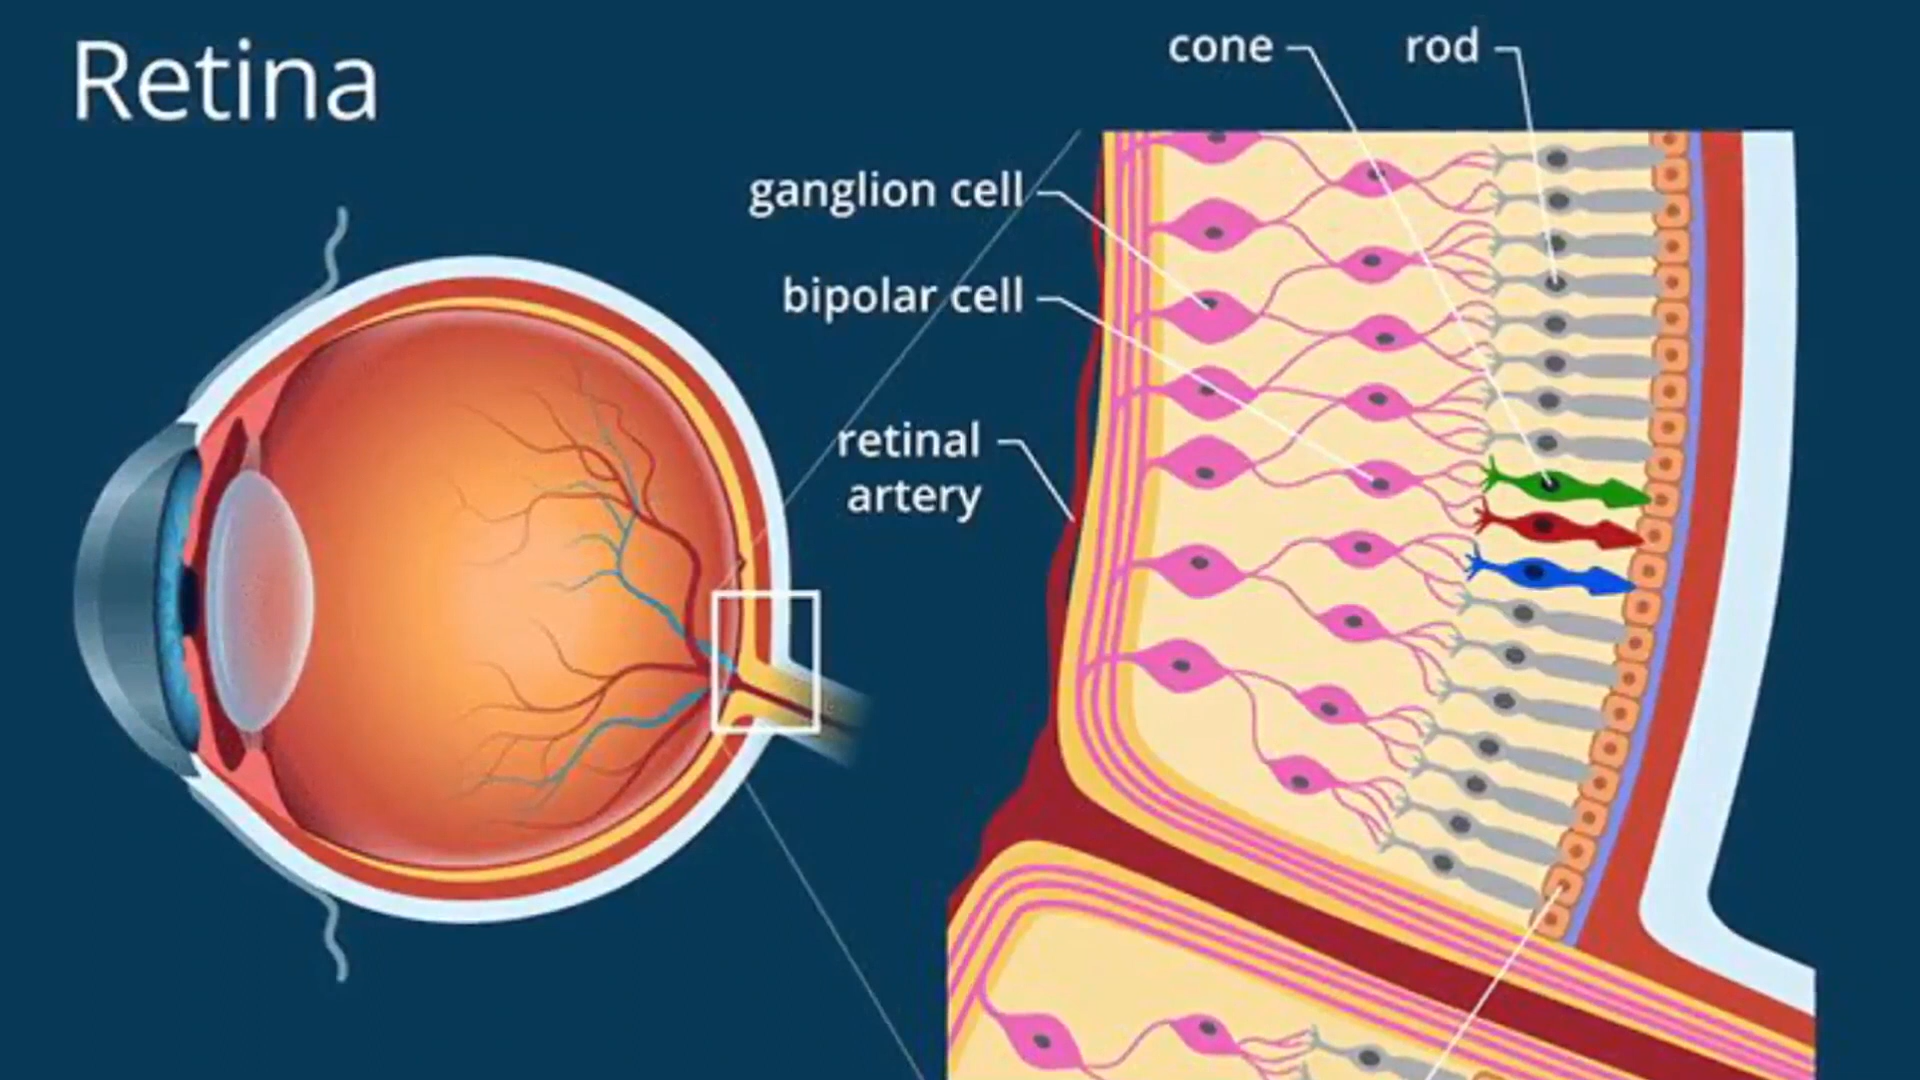 Retina
cone
rod
ganglion cell
bipolar cell
retinal
artery